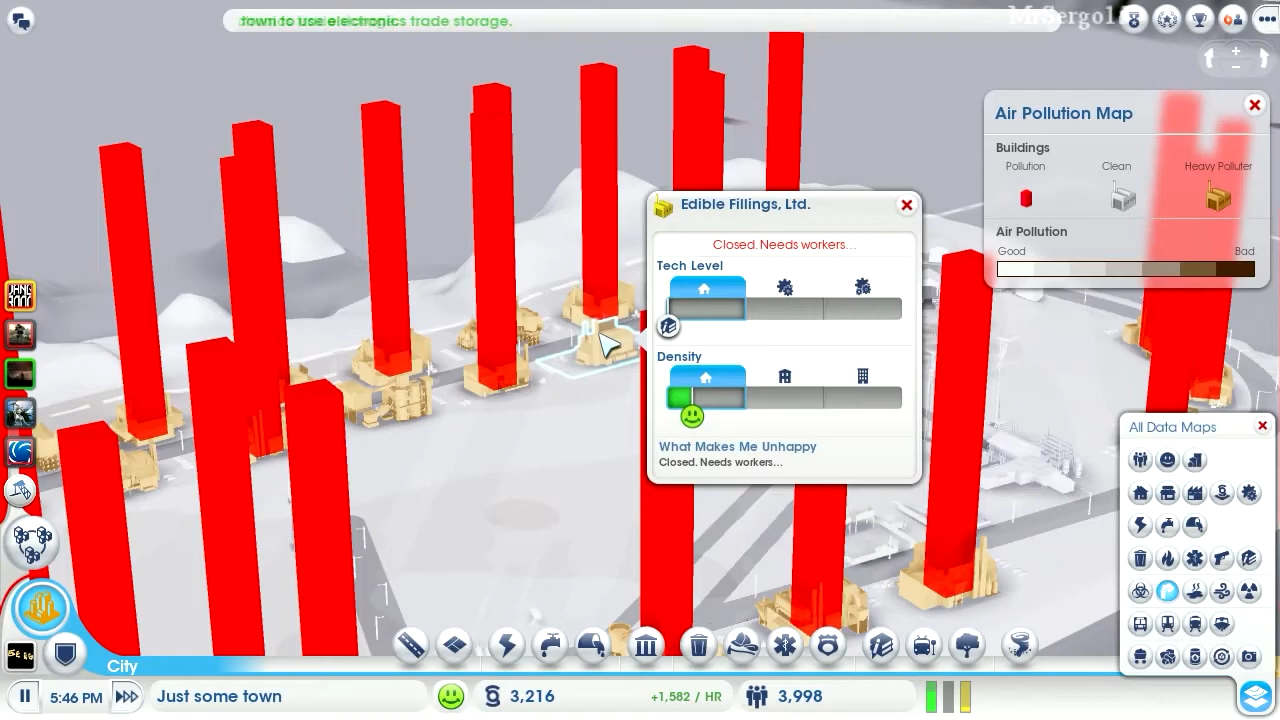 town to use electronics trade storage.
MrSergo1
Air Pollution Map
Buildings
Pollution Clean Heavy Polluter
Air Pollution
Good Bad
Edible Fillings, Ltd.
Closed. Needs workers...
Tech Level
Density
What Makes Me Unhappy
Closed. Needs workers...
All Data Maps
City
5:46 PM Just some town 3,216 +1,582 / HR 3,998